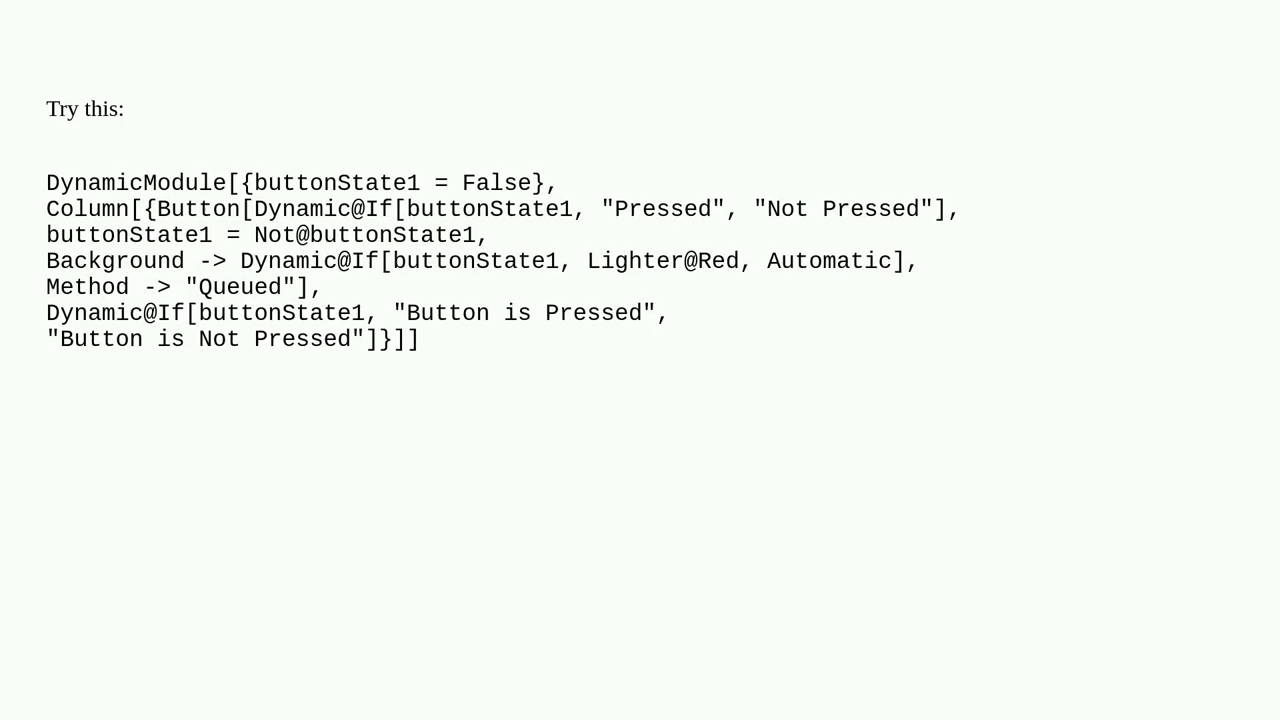 Try this:
DynamicModule[{buttonState1 = False},
Column[{Button[Dynamic@If[buttonState1, "Pressed", "Not Pressed"],
buttonState1 = Not@buttonState1,
Background -> Dynamic@If[buttonState1, Lighter@Red, Automatic],
Method -> "Queued"],
Dynamic@If[buttonState1, "Button is Pressed",
"Button is Not Pressed"]}]]